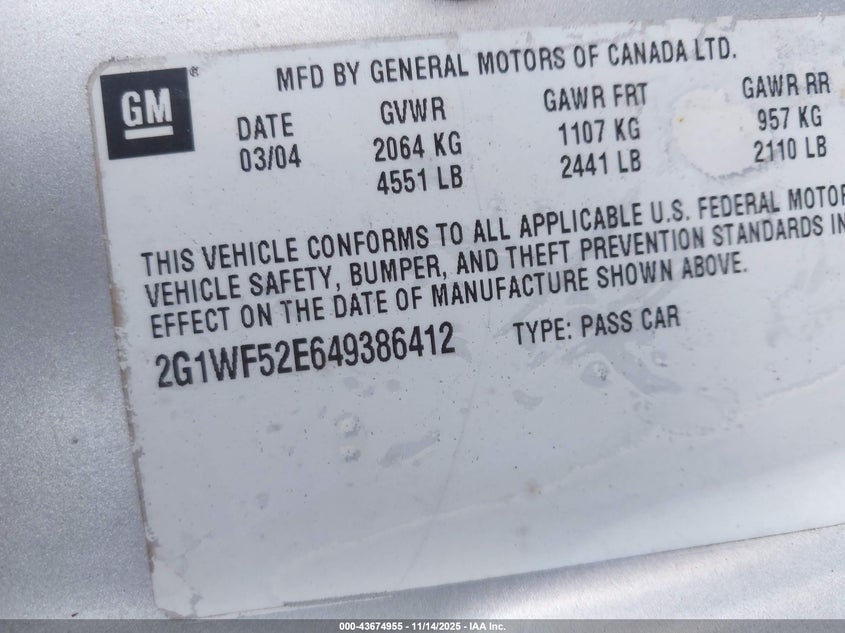 GM®
MFD BY GENERAL MOTORS OF CANADA LTD.
DATE GVWR GAWR FRT GAWR RR
03/04 2064 KG 1107 KG 957 KG
4551 LB 2441 LB 2110 LB
THIS VEHICLE CONFORMS TO ALL APPLICABLE U.S. FEDERAL MOTOR
VEHICLE SAFETY, BUMPER, AND THEFT PREVENTION STANDARDS IN
EFFECT ON THE DATE OF MANUFACTURE SHOWN ABOVE.
2G1WF52E649386412 TYPE: PASS CAR
000-43674955 - 11/14/2025 - IAA Inc.